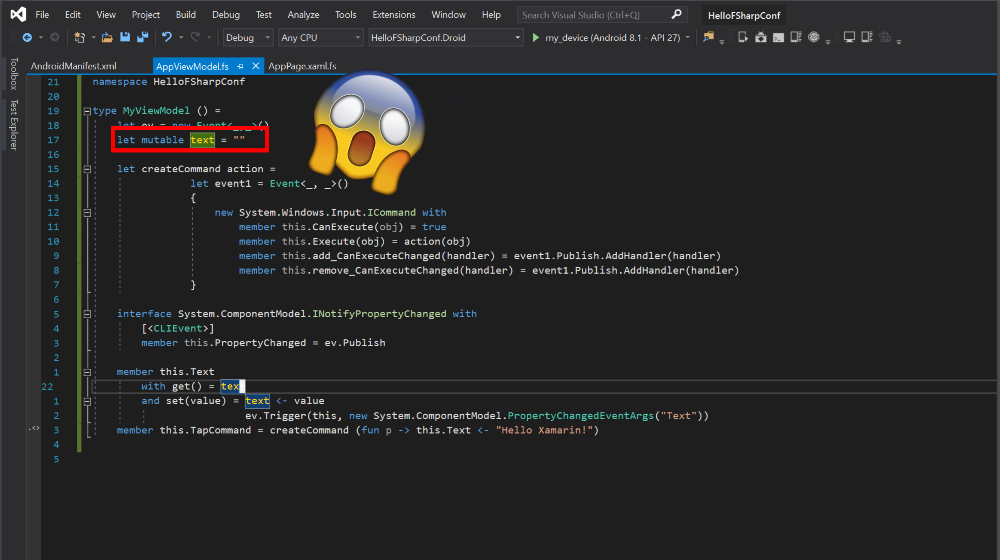 File Edit View Project Build Debug Test Analyze Tools Extensions Window Help Search Visual Studio (Ctrl+Q) HelloFSharpConf
Debug Any CPU HelloFSharpConf.Droid my_device (Android 8.1 - API 27)
Toolbox
Test Explorer
AndroidManifest.xml AppViewModel.fs AppPage.xaml.fs
21 namespace HelloFSharpConf
20
19 type MyViewModel () =
18 let ev = new Event<_,_>()
17 let mutable text = ""
16
15 let createCommand action =
14 let event1 = Event<_, _>()
13 {
12 new System.Windows.Input.ICommand with
11 member this.CanExecute(obj) = true
10 member this.Execute(obj) = action(obj)
9 member this.add_CanExecuteChanged(handler) = event1.Publish.AddHandler(handler)
8 member this.remove_CanExecuteChanged(handler) = event1.Publish.AddHandler(handler)
7 }
6
5 interface System.ComponentModel.INotifyPropertyChanged with
4 [<CLIEvent>]
3 member this.PropertyChanged = ev.Publish
2
1 member this.Text
22 with get() = text
1 and set(value) = text <- value
2 ev.Trigger(this, new System.ComponentModel.PropertyChangedEventArgs("Text"))
3 member this.TapCommand = createCommand (fun p -> this.Text <- "Hello Xamarin!")
4
5